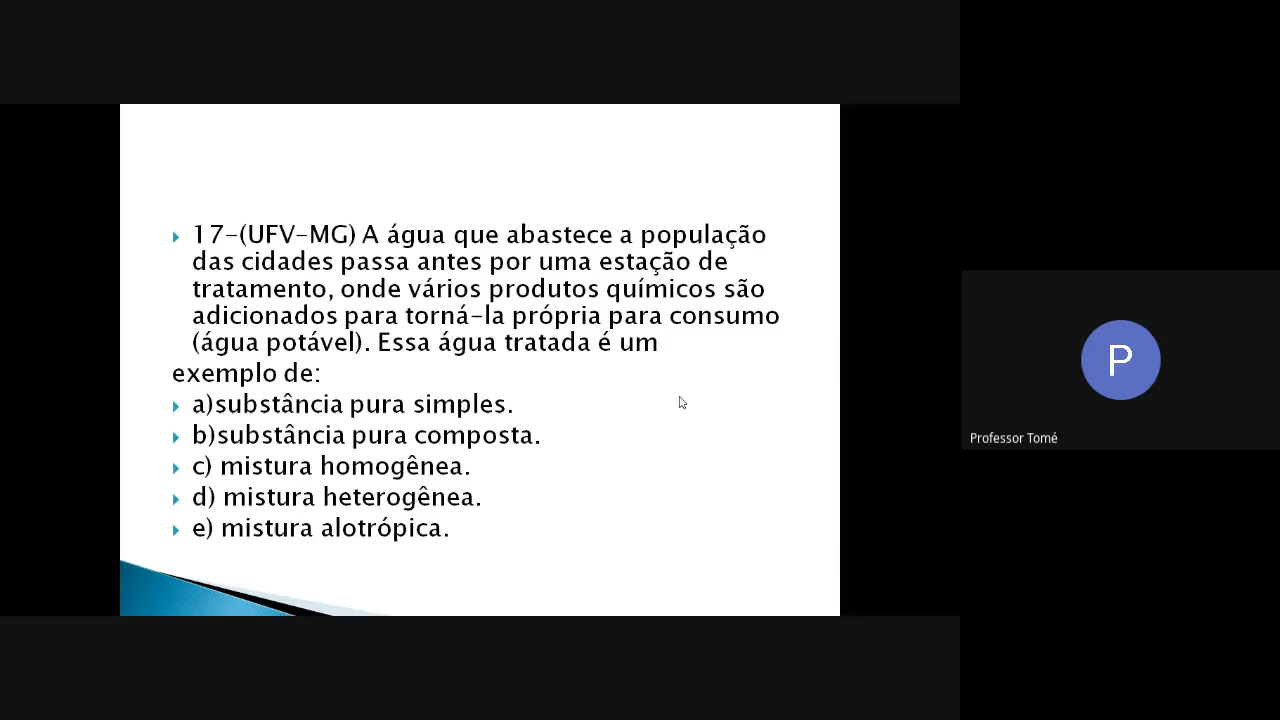 17-(UFV-MG) A água que abastece a população
das cidades passa antes por uma estação de
tratamento, onde vários produtos químicos são
adicionados para torná-la própria para consumo
(água potável). Essa água tratada é um
exemplo de:
a)substância pura simples.
b)substância pura composta.
c) mistura homogênea.
d) mistura heterogênea.
e) mistura alotrópica.
P
Professor Tomé